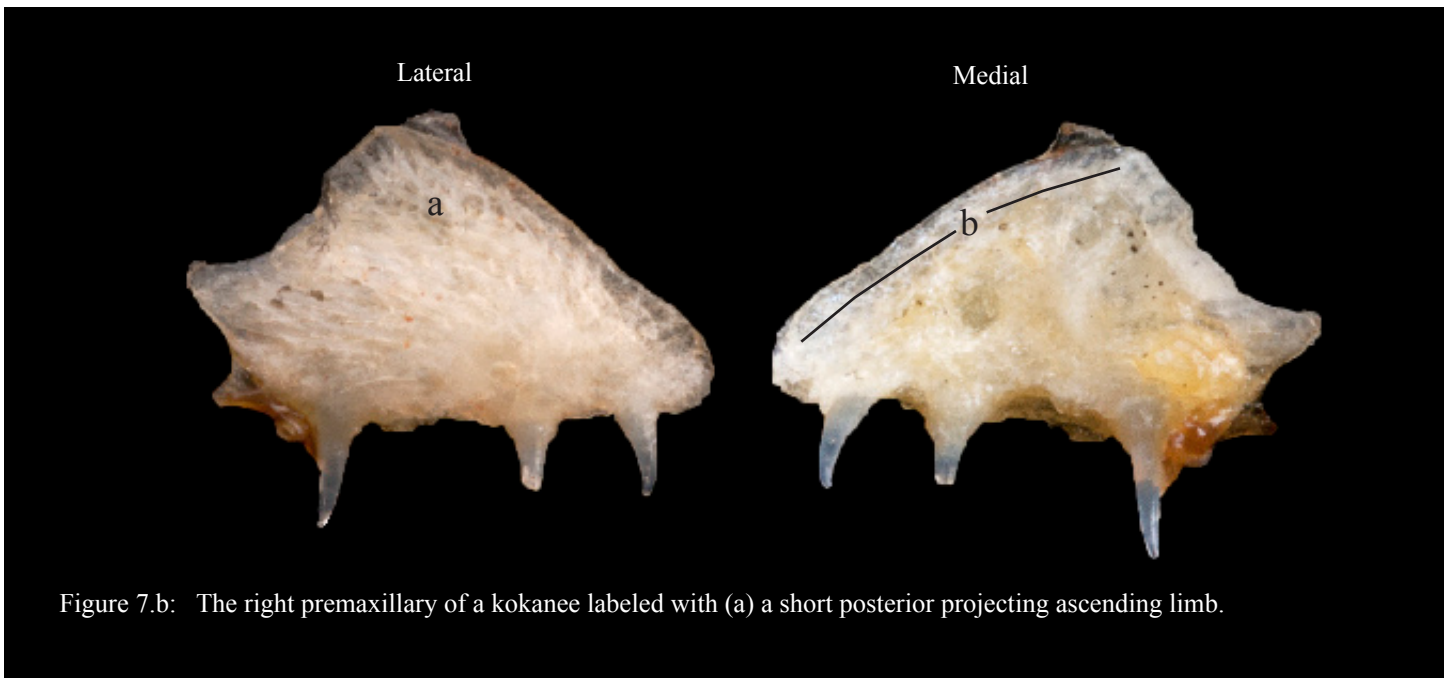 Lateral
Medial
a
b
Figure 7.b: The right premaxillary of a kokanee labeled with (a) a short posterior projecting ascending limb.